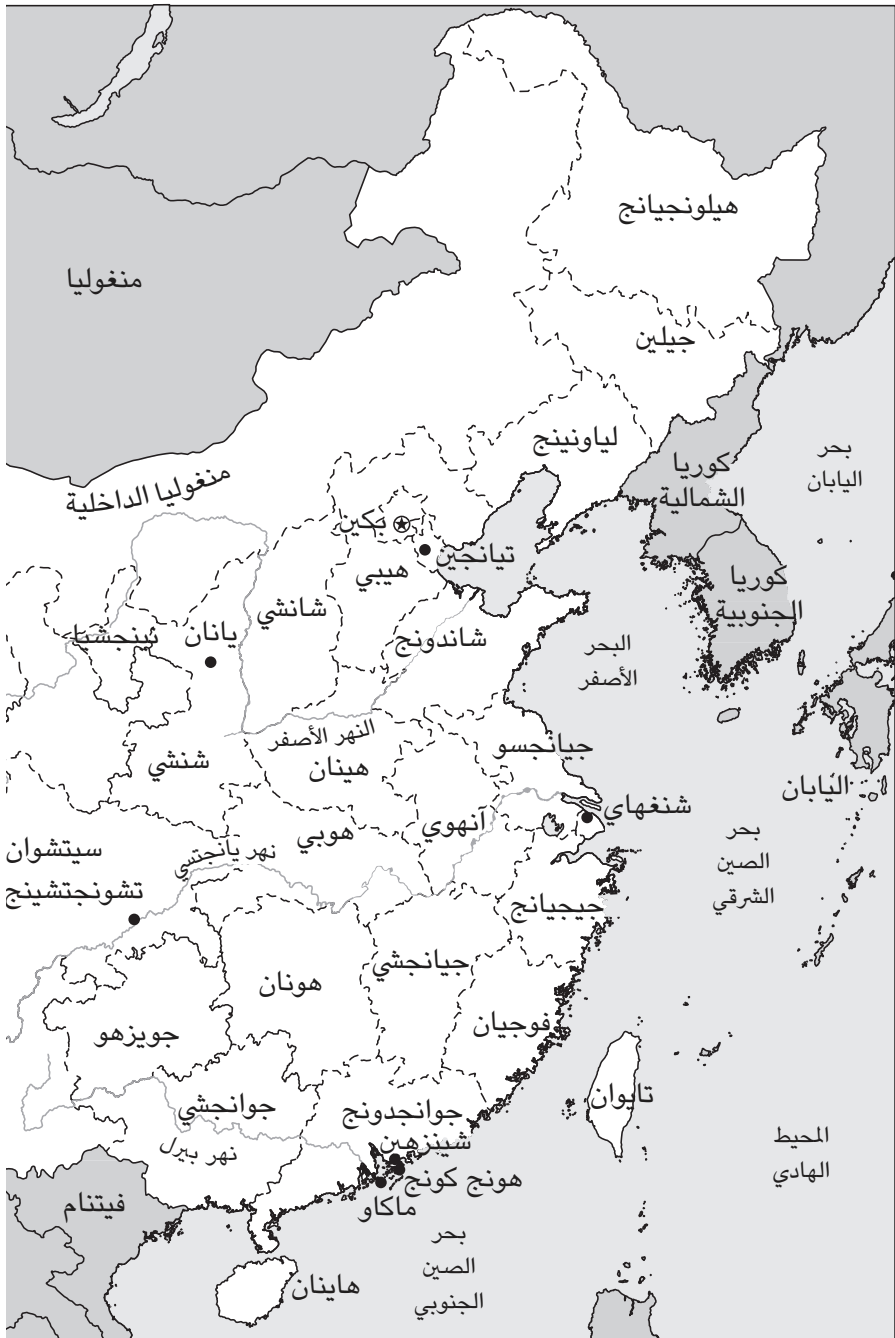 هيلونجيانج
منغوليا
جيلين
لياونينج
بحر
اليابان
كوريا
الشمالية
منغوليا الداخلية
بكين
تيانجين
هيبي
كوريا
الجنوبية
شانشي
يانان
نينجشيا
شاندونج
البحر
الأصفر
النهر الأصفر
جيانجسو
شنشي
هينان
اليابان
شنغهاي
آنهوي
هوبي
بحر
الصين
الشرقي
نهر يانجتسي
سيتشوان
تشونجتشينج
جيجيانج
جيانجشي
هونان
فوجيان
جويزهو
تايوان
جوانجشي
جوانجدونج
شينزهين
المحيط
الهادي
نهر بيرل
هونج كونج
ماكاو
فيتنام
بحر
الصين
الجنوبي
هاينان